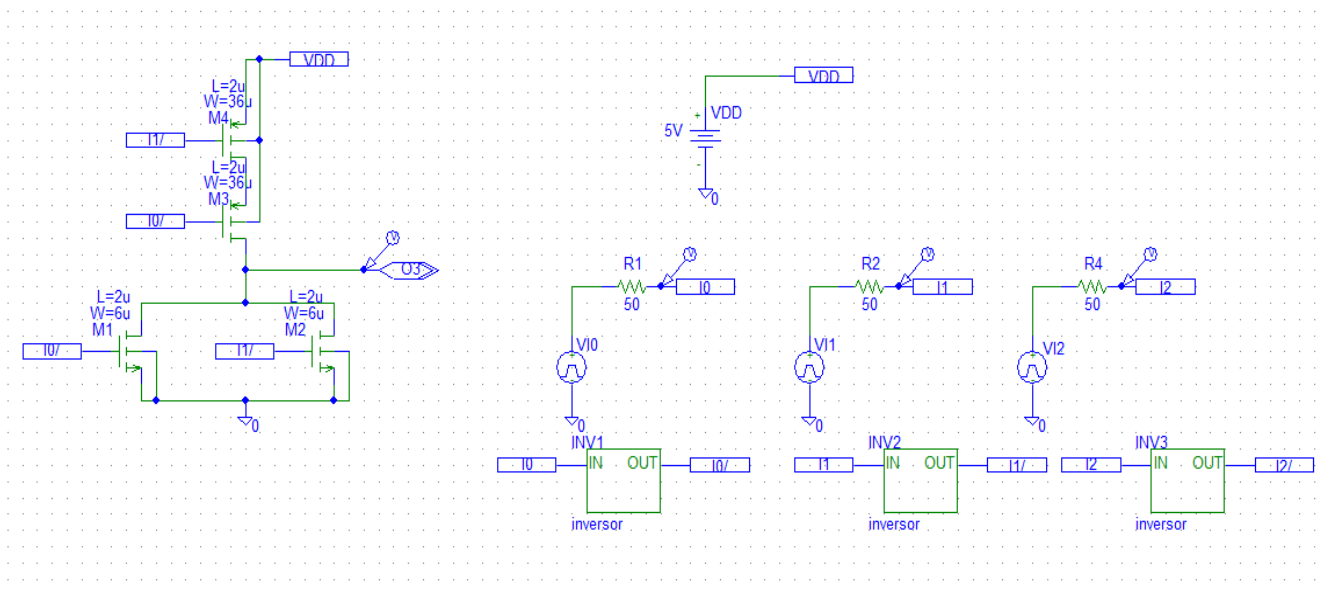 VDD
L=2u
W=36u
M4
I1/
L=2u
W=36u
M3
I0/
V
O3
L=2u
W=6u
M1
I0/
L=2u
W=6u
M2
I1/
0
VDD
+
VDD
5V
-
0
R1
V
I0
50
+
VI0
-
0
R2
V
I1
50
+
VI1
-
0
R4
V
I2
50
+
VI2
-
0
INV1
I0 IN OUT I0/
inversor
INV2
I1 IN OUT I1/
inversor
INV3
I2 IN OUT I2/
inversor